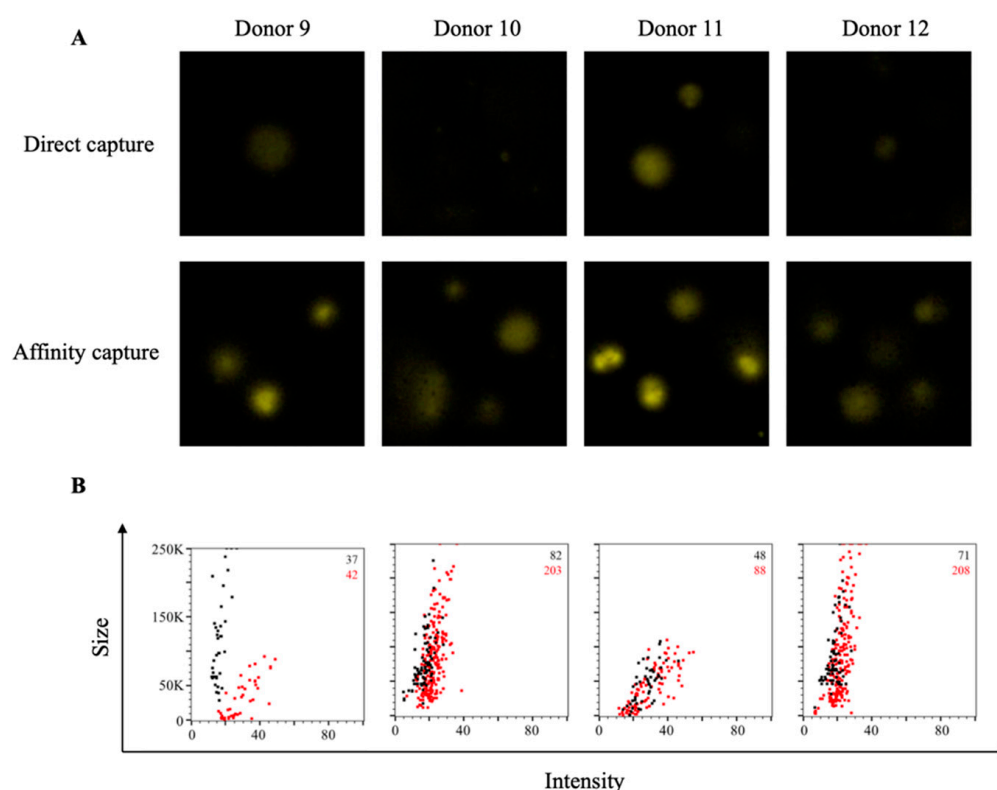 A
Donor 9 Donor 10 Donor 11 Donor 12
Direct capture
Affinity capture
B
37
42
82
203
48
88
71
208
250K
150K
50K
0
Size
40 80
0 40 80
0 40 80
0 40 80
Intensity